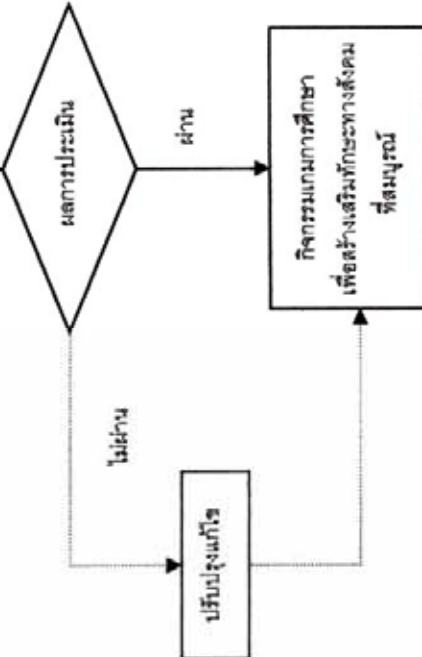 ผลการประเมิน
ผ่าน
ไม่ผ่าน
ปรับปรุงแก้ไข
กิจกรรมเกมการศึกษา
เพื่อสร้างเสริมทักษะทางสังคม
ที่สมบูรณ์